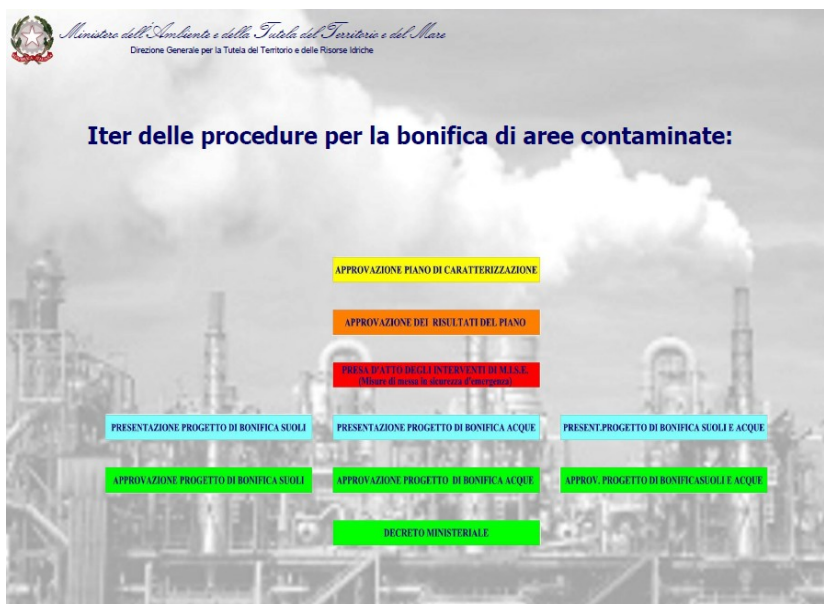 Ministero dell'Ambiente e della Tutela del Territorio e del Mare
Direzione Generale per la Tutela del Territorio e delle Risorse Idriche
Iter delle procedure per la bonifica di aree contaminate:
APPROVAZIONE PIANO DI CARATTERIZZAZIONE
APPROVAZIONE DEI RISULTATI DEL PIANO
PRESA D'ATTO DEGLI INTERVENTI DI M.I.S.E.
(Misure di messa in sicurezza d'emergenza)
PRESENTAZIONE PROGETTO DI BONIFICA SUOLI
PRESENTAZIONE PROGETTO DI BONIFICA ACQUE
PRESENT.PROGETTO DI BONIFICA SUOLI E ACQUE
APPROVAZIONE PROGETTO DI BONIFICA SUOLI
APPROVAZIONE PROGETTO DI BONIFICA ACQUE
APPROV. PROGETTO DI BONIFICASUOLI E ACQUE
DECRETO MINISTERIALE